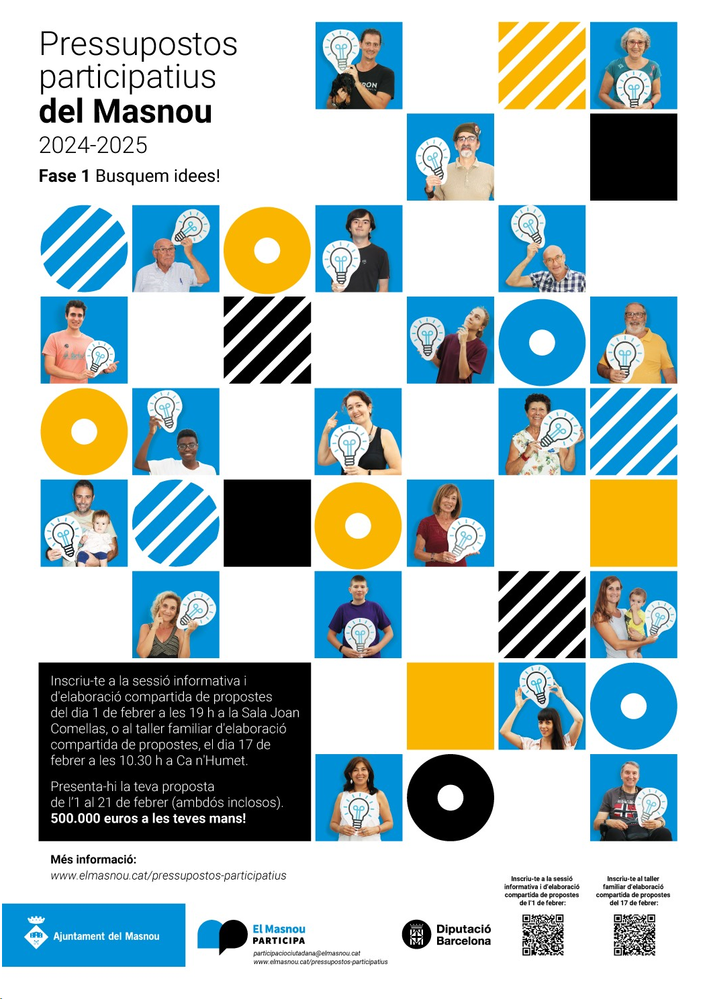 Pressupostos
participatius
del Masnou
2024-2025
Fase 1 Busquem idees!
Inscriu-te a la sessió informativa i
d'elaboració compartida de propostes
del dia 1 de febrer a les 19 h a la Sala Joan
Comellas, o al taller familiar d'elaboració
compartida de propostes, el dia 17 de
febrer a les 10.30 h a Ca n'Humet.
Presenta-hi la teva proposta
de l'1 al 21 de febrer (ambdós inclosos).
500.000 euros a les teves mans!
Més informació:
www.elmasnou.cat/pressupostos-participatius
Inscriu-te a la sessió
informativa i d'elaboració
compartida de propostes
de l'1 de febrer:
Inscriu-te al taller
familiar d'elaboració
compartida de propostes
del 17 de febrer:
Ajuntament del Masnou
El Masnou
PARTICIPA
participaciociutadana@elmasnou.cat
www.elmasnou.cat/pressupostos-participatius
Diputació
Barcelona